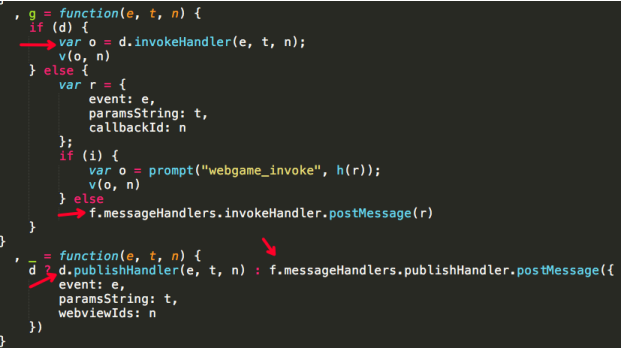 , g = function(e, t, n) {
if (d) {
var o = d.invokeHandler(e, t, n);
v(o, n)
} else {
var r = {
event: e,
paramsString: t,
callbackId: n
};
if (i) {
var o = prompt("webgame_invoke", h(r));
v(o, n)
} else
f.messageHandlers.invokeHandler.postMessage(r)
}
}
, _ = function(e, t, n) {
d ? d.publishHandler(e, t, n) : f.messageHandlers.publishHandler.postMessage({
event: e,
paramsString: t,
webviewIds: n
})
}